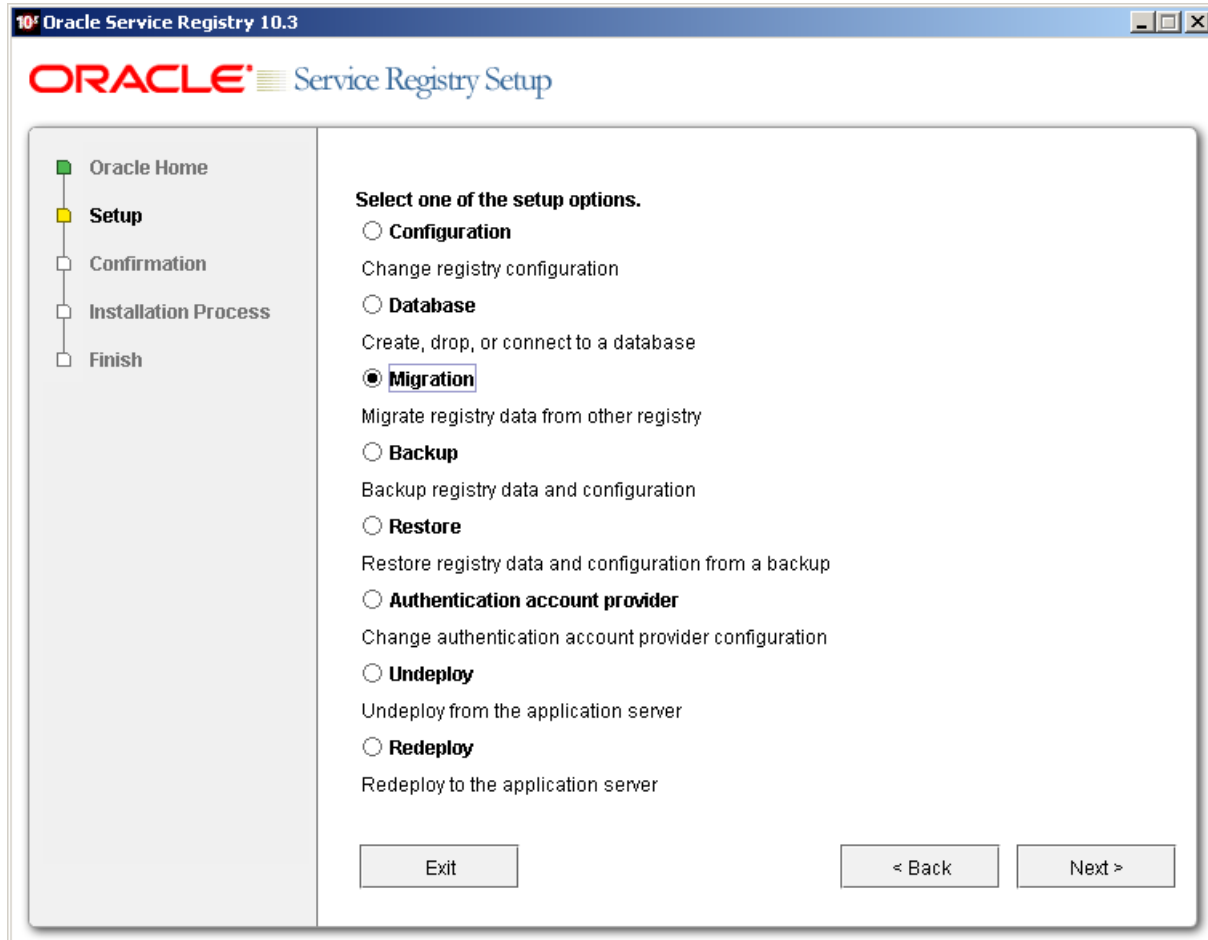 10g Oracle Service Registry 10.3
ORACLE Service Registry Setup
Oracle Home
Setup
Confirmation
Installation Process
Finish
Select one of the setup options.
Configuration
Change registry configuration
Database
Create, drop, or connect to a database
Migration
Migrate registry data from other registry
Backup
Backup registry data and configuration
Restore
Restore registry data and configuration from a backup
Authentication account provider
Change authentication account provider configuration
Undeploy
Undeploy from the application server
Redeploy
Redeploy to the application server
Exit
< Back
Next >